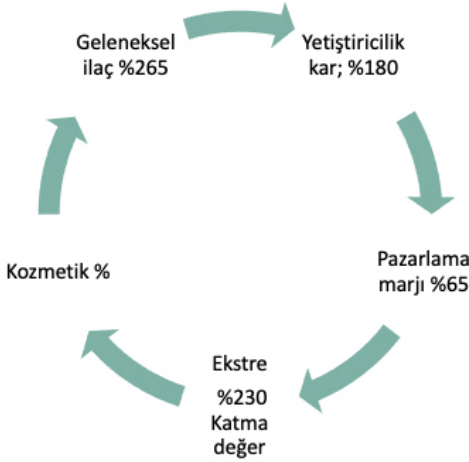 Geleneksel
ilaç %265
Yetiştiricilik
kar; %180
Pazarlama
marjı %65
Ekstre
%230
Katma
değer
Kozmetik %